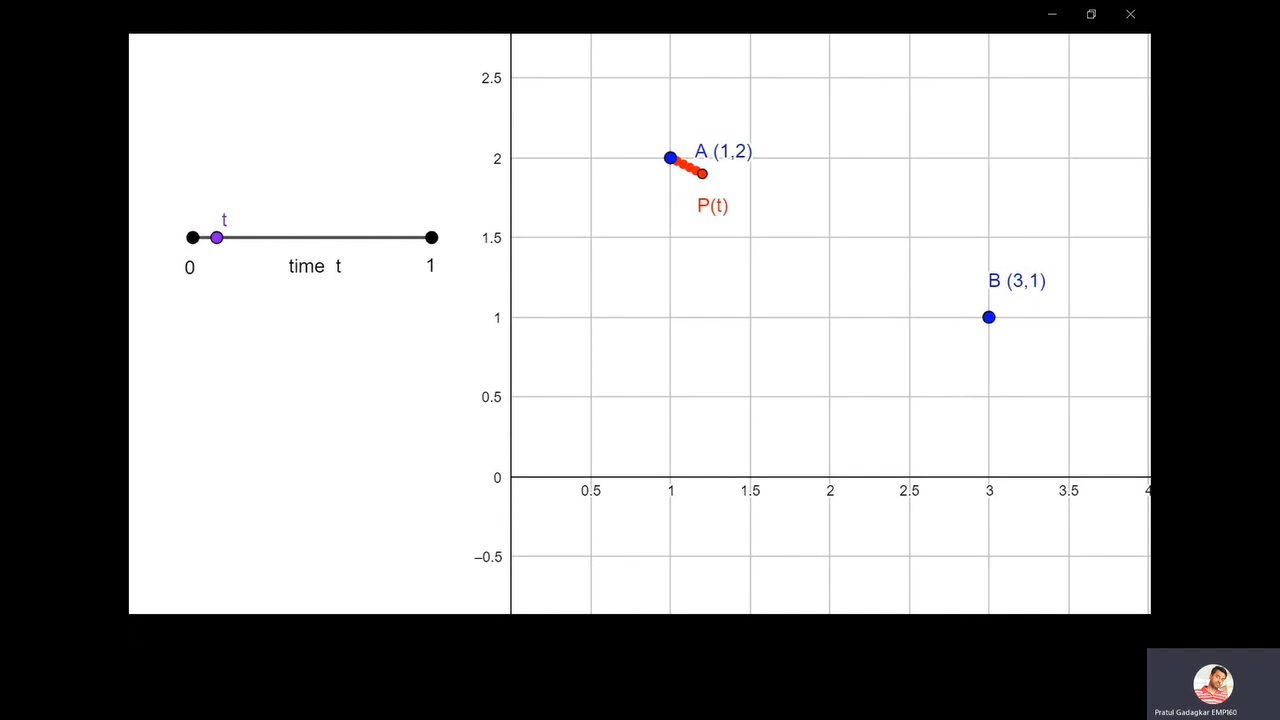 2.5
A (1,2)
2
P(t)
t
1.5
0 time t 1
B (3,1)
1
0.5
0
0.5 1 1.5 2 2.5 3 3.5 4
–0.5
Pratul Gadagkar EMP160